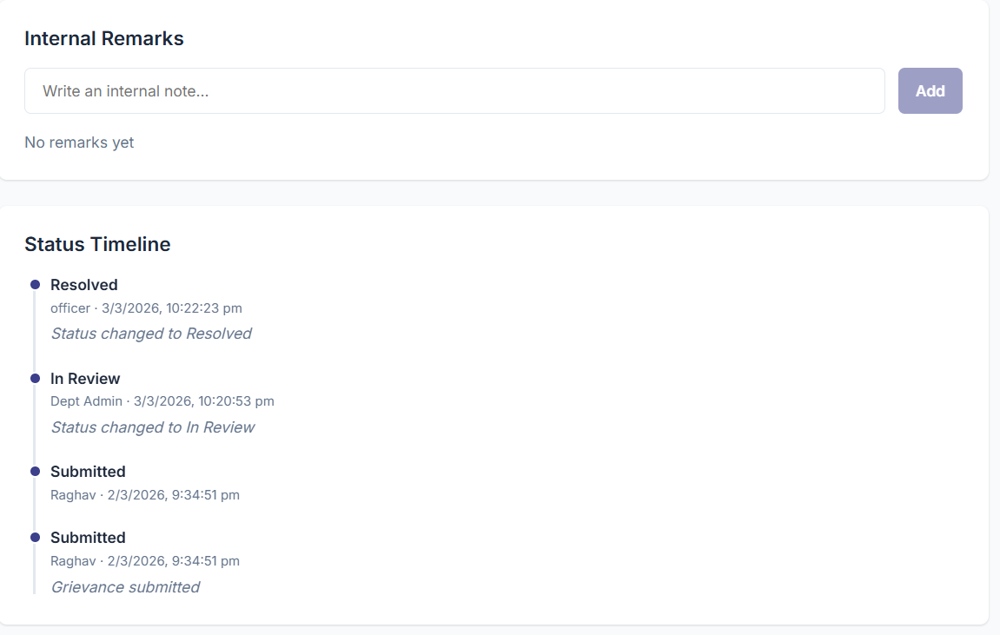 Internal Remarks
Write an internal note...
Add
No remarks yet
Status Timeline
Resolved
officer · 3/3/2026, 10:22:23 pm
Status changed to Resolved
In Review
Dept Admin · 3/3/2026, 10:20:53 pm
Status changed to In Review
Submitted
Raghav · 2/3/2026, 9:34:51 pm
Submitted
Raghav · 2/3/2026, 9:34:51 pm
Grievance submitted